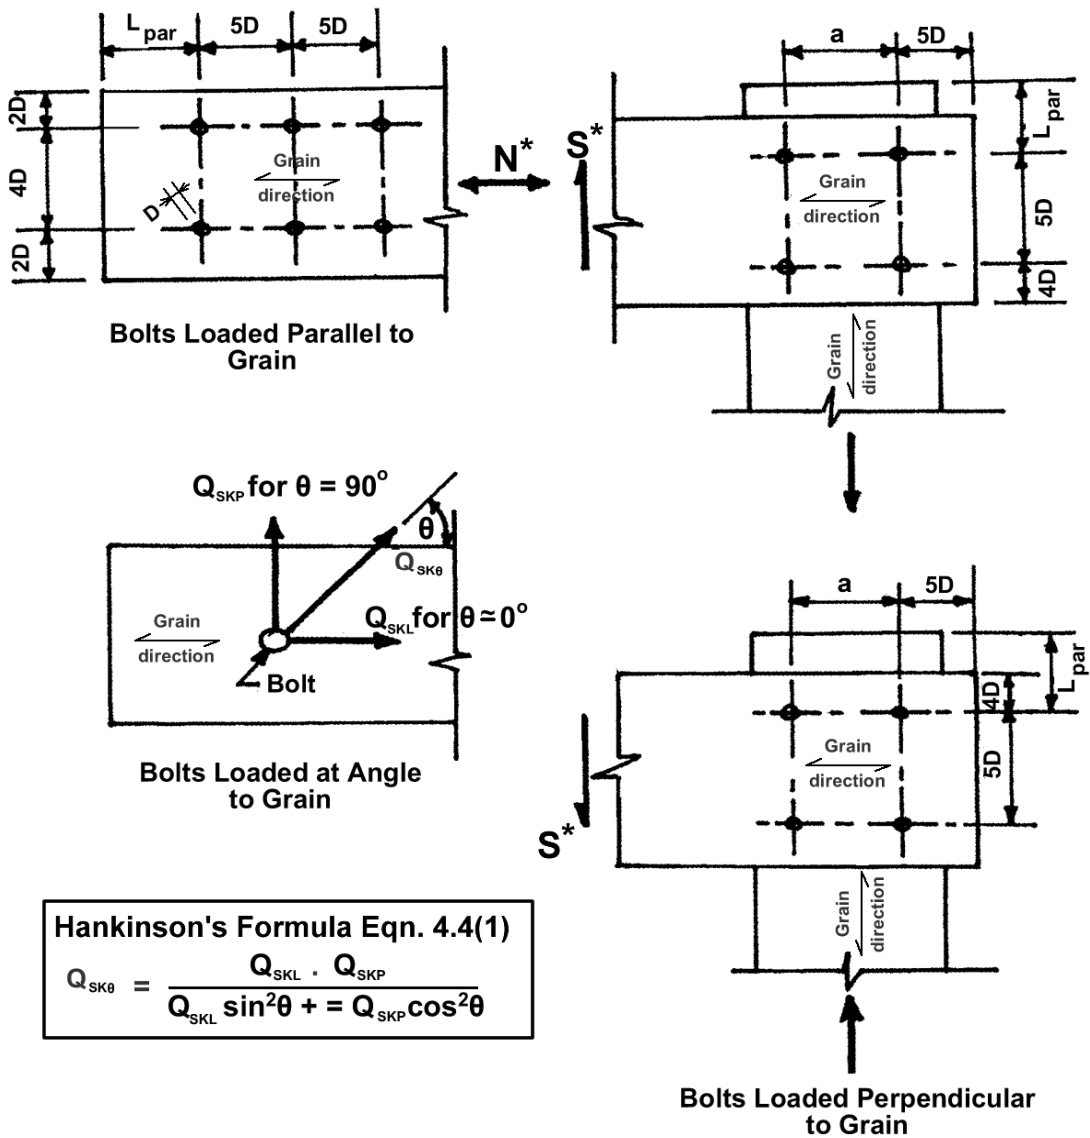 L par
5D
5D
2D
4D
2D
D
Grain
direction
N*
Bolts Loaded Parallel to
Grain
a
5D
S*
L par
5D
4D
Grain
direction
Grain
direction
Q SKP for θ = 90°
θ
Q SKθ
Q SKL for θ ≃ 0°
Grain
direction
Bolt
Bolts Loaded at Angle
to Grain
a
5D
4D
L par
5D
Grain
direction
S*
Grain
direction
Bolts Loaded Perpendicular
to Grain
Hankinson's Formula Eqn. 4.4(1)
Q SKθ = Q SKL . Q SKP
Q SKL sin²θ + = Q SKP cos²θ